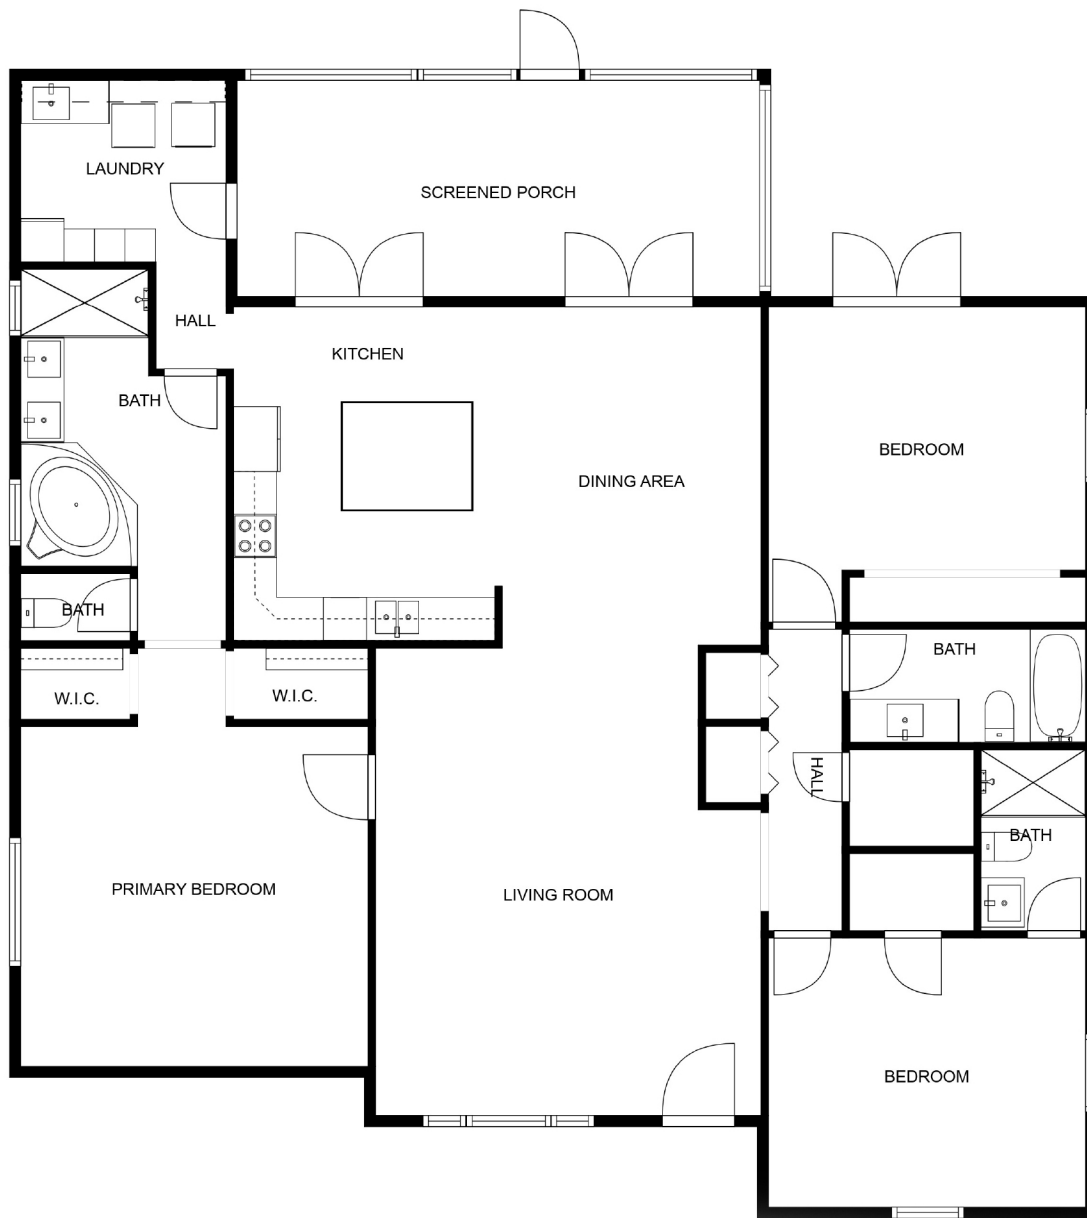 LAUNDRY
SCREENED PORCH
HALL
KITCHEN
BATH
BEDROOM
DINING AREA
BATH
BATH
W.I.C.
W.I.C.
HALL
BATH
PRIMARY BEDROOM
LIVING ROOM
BEDROOM